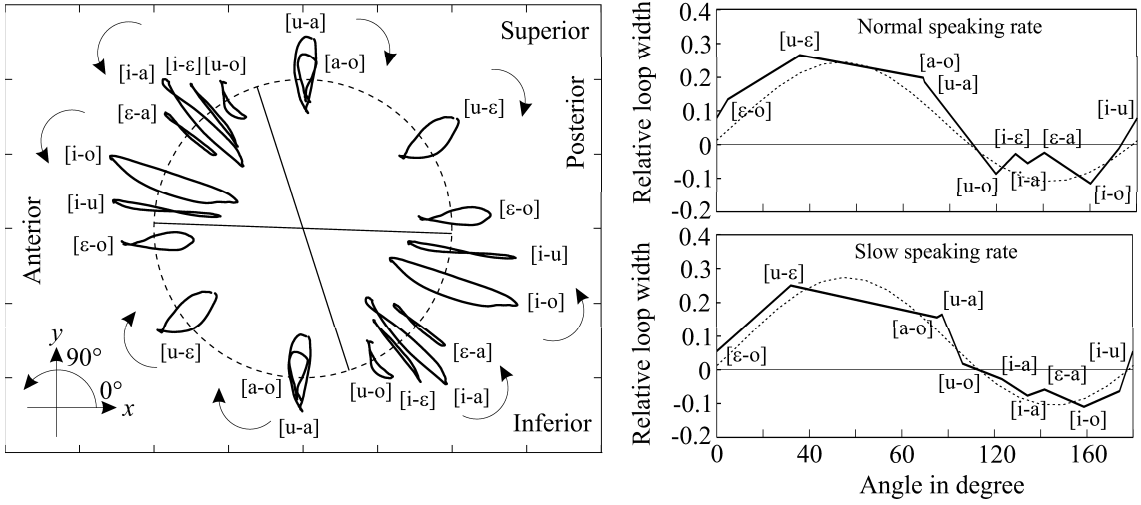 [u-a]
Superior
[i-a] [i-ɛ] [u-o] [a-o]
[ɛ-a]
[u-ɛ]
Posterior
[i-o]
[i-u]
[ɛ-o]
Anterior
[ɛ-o]
[i-u]
[i-o]
[u-ɛ]
[ɛ-a]
y
90°
0°
x
[a-o] [u-o] [i-ɛ] [i-a]
[u-a]
Inferior
Relative loop width
0.4
0.3
0.2
0.1
0
-0.1
-0.2
Normal speaking rate
[u-ɛ]
[a-o]
[u-a]
[ɛ-o]
[i-u]
[i-ɛ] [ɛ-a]
[u-o] [i-a] [i-o]
Relative loop width
0.4
0.3
0.2
0.1
0
-0.1
-0.2
Slow speaking rate
[u-ɛ]
[u-a]
[a-o]
[ɛ-o]
[i-a]
[i-u]
[ɛ-a]
[u-o]
[i-a]
[i-o]
0 40 60 120 160
Angle in degree